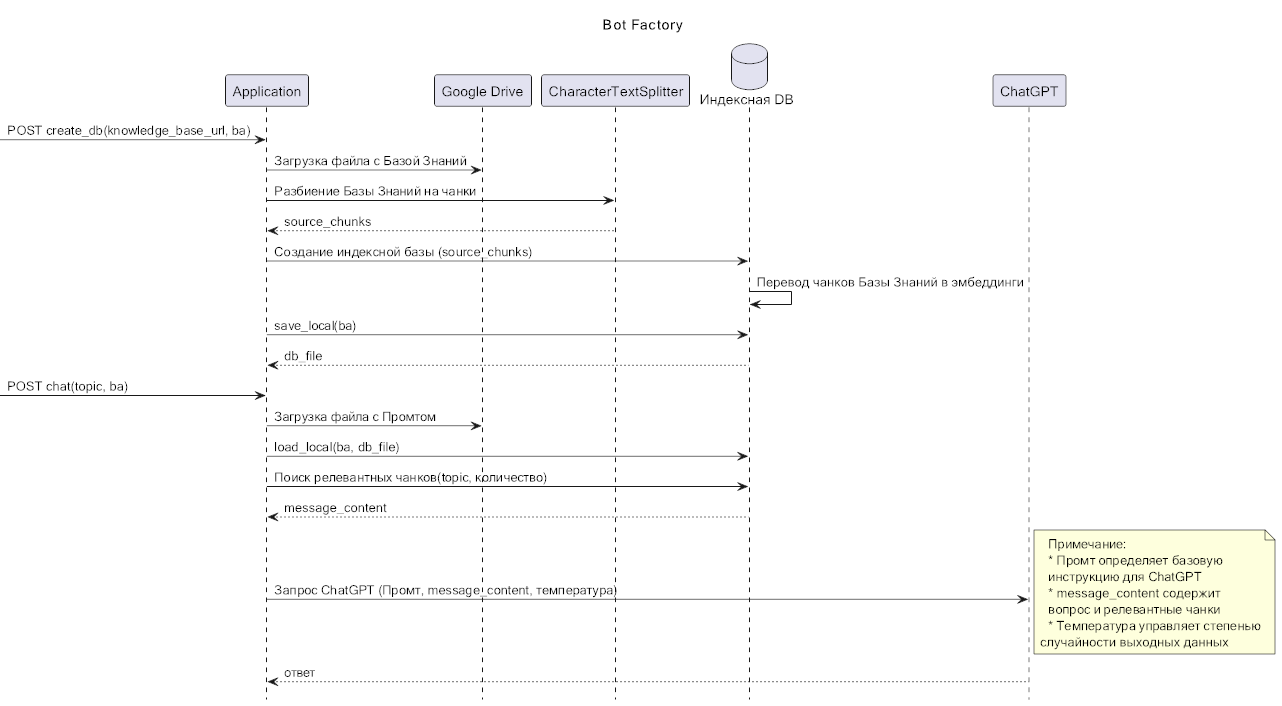 Bot Factory
Application
Google Drive
CharacterTextSplitter
Индексная DB
ChatGPT
POST create_db(knowledge_base_url, ba)
Загрузка файла с Базой Знаний
Разбиение Базы Знаний на чанки
source_chunks
Создание индексной базы (source_chunks)
Перевод чанков Базы Знаний в эмбеддинги
save_local(ba)
db_file
POST chat(topic, ba)
Загрузка файла с Промтом
load_local(ba, db_file)
Поиск релевантных чанков(topic, количество)
message_content
Примечание:
* Промт определяет базовую
инструкцию для ChatGPT
* message_content содержит
вопрос и релевантные чанки
* Температура управляет степенью
случайности выходных данных
Запрос ChatGPT (Промт, message_content, температура)
ответ